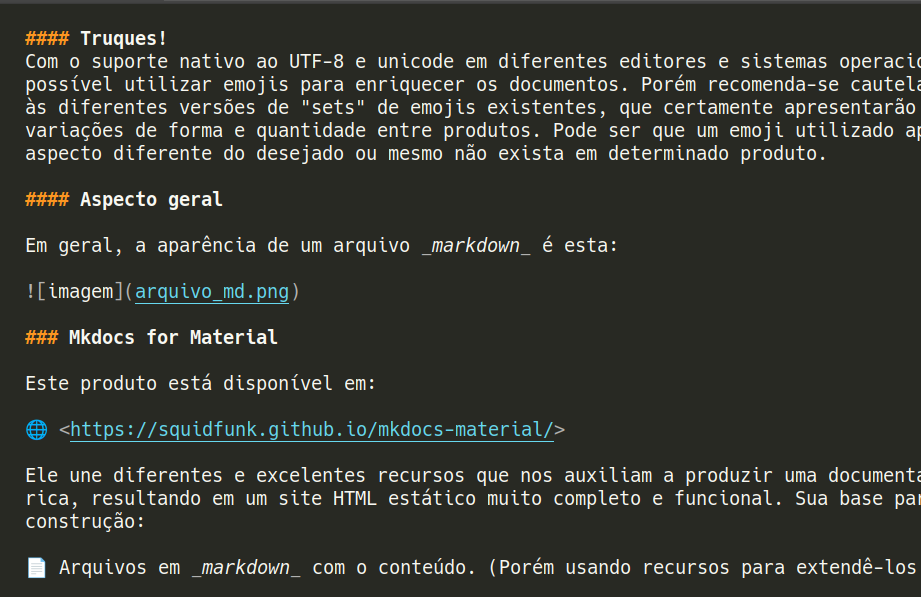 #### Truques!
Com o suporte nativo ao UTF-8 e unicode em diferentes editores e sistemas
possível utilizar emojis para enriquecer os documentos. Porém recomenda-se cautela
às diferentes versões de "sets" de emojis existentes, que certamente apresentarão
variações de forma e quantidade entre produtos. Pode ser que um emoji utilizado
aspecto diferente do desejado ou mesmo não exista em determinado produto.
#### Aspecto geral
Em geral, a aparência de um arquivo _markdown_ é esta:
![imagem](arquivo_md.png)
### Mkdocs for Material
Este produto está disponível em:
🌐 <https://squidfunk.github.io/mkdocs-material/>
Ele une diferentes e excelentes recursos que nos auxiliam a produzir uma
rica, resultando em um site HTML estático muito completo e funcional. Sua base
construção:
📄 Arquivos em _markdown_ com o conteúdo. (Porém usando recursos para extendê-los